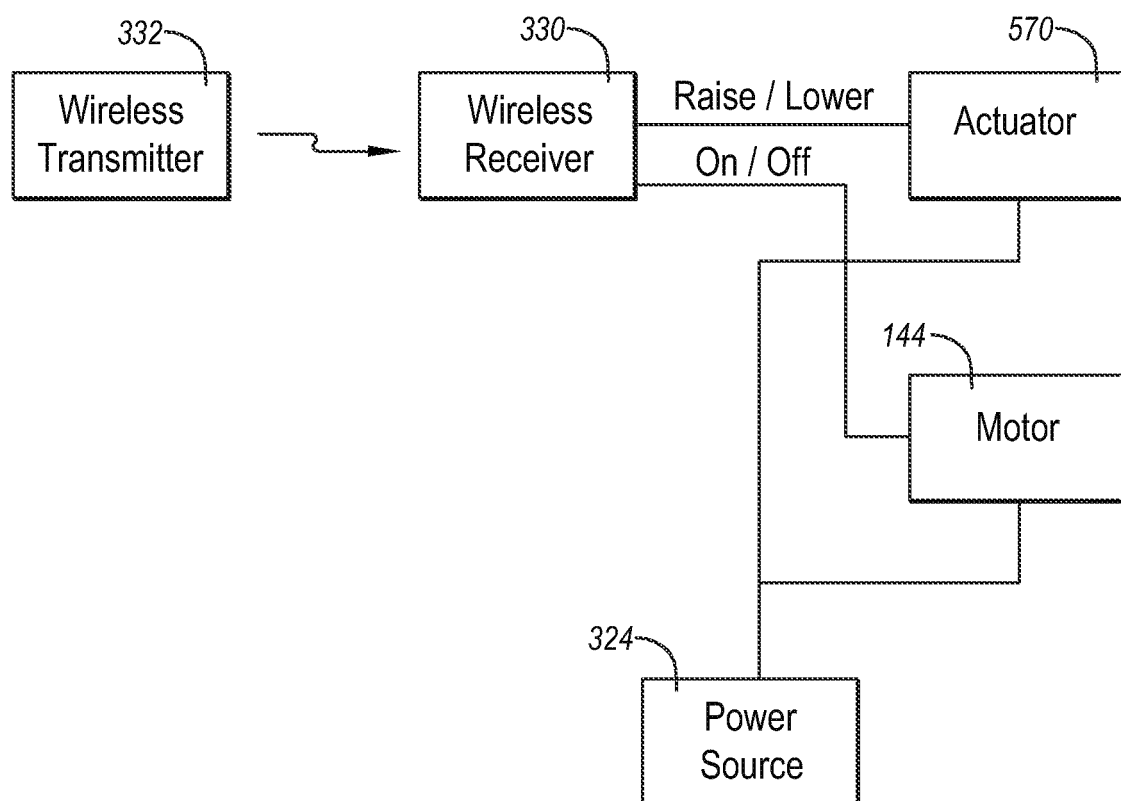 332
330
570
Wireless
Transmitter
Wireless
Receiver
Raise / Lower
On / Off
Actuator
144
Motor
324
Power
Source